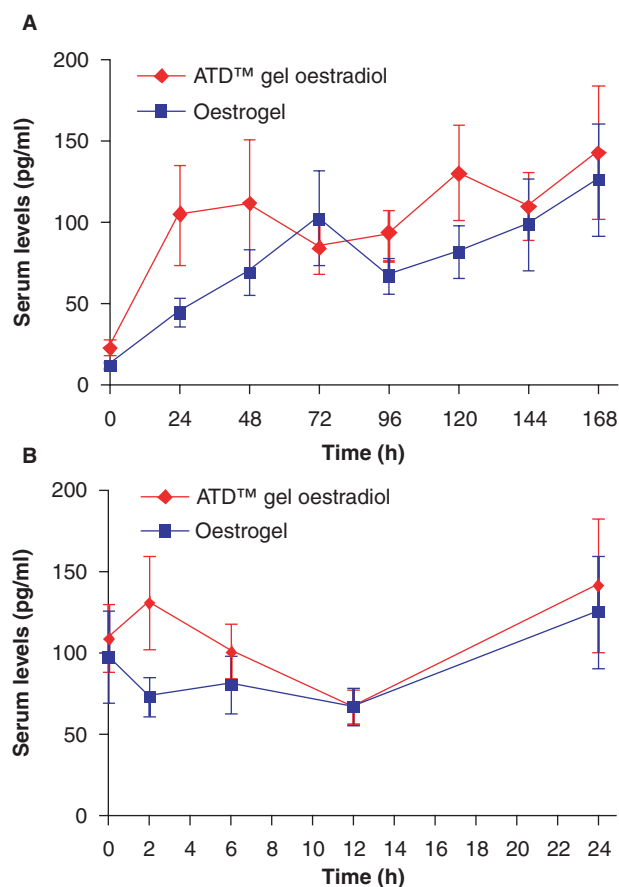 A
200
ATD™ gel oestradiol
Oestrogel
150
100
50
0
Serum levels (pg/ml)
0 24 48 72 96 120 144 168
Time (h)
B
200
ATD™ gel oestradiol
Oestrogel
150
100
50
0
Serum levels (pg/ml)
0 2 4 6 8 10 12 14 16 18 20 22 24
Time (h)